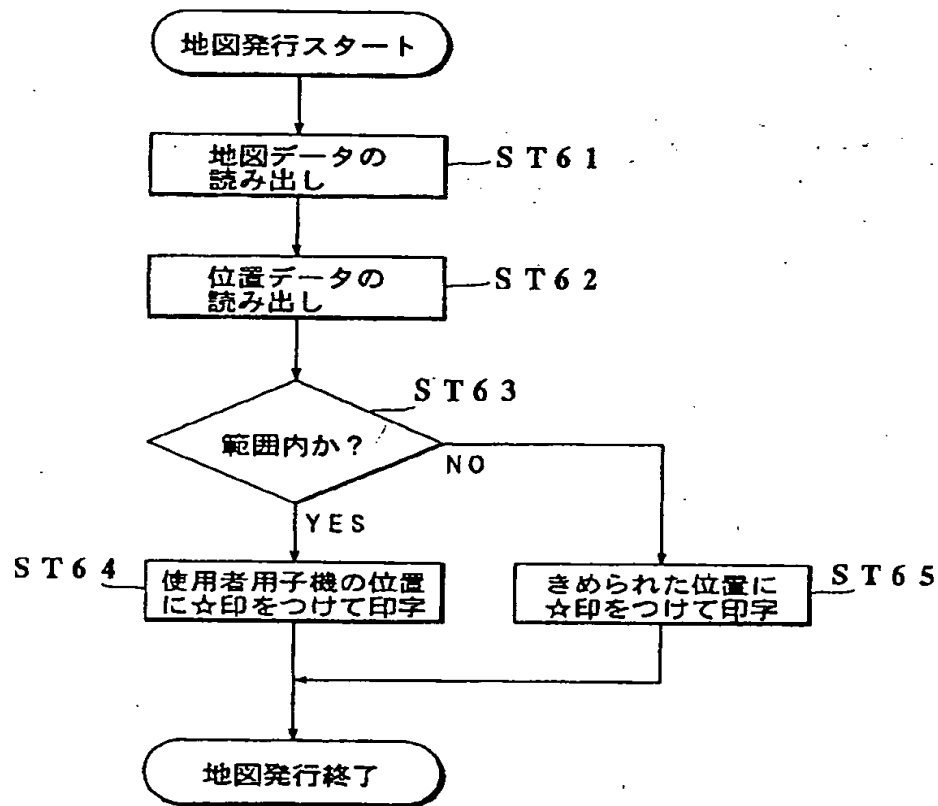 地図発行スタート
地図データの
読み出し
ST61
位置データの
読み出し
ST62
ST63
範囲内か？
NO
YES
ST64
使用者用子機の位置
に☆印をつけて印字
きめられた位置に
☆印をつけて印字
ST65
地図発行終了